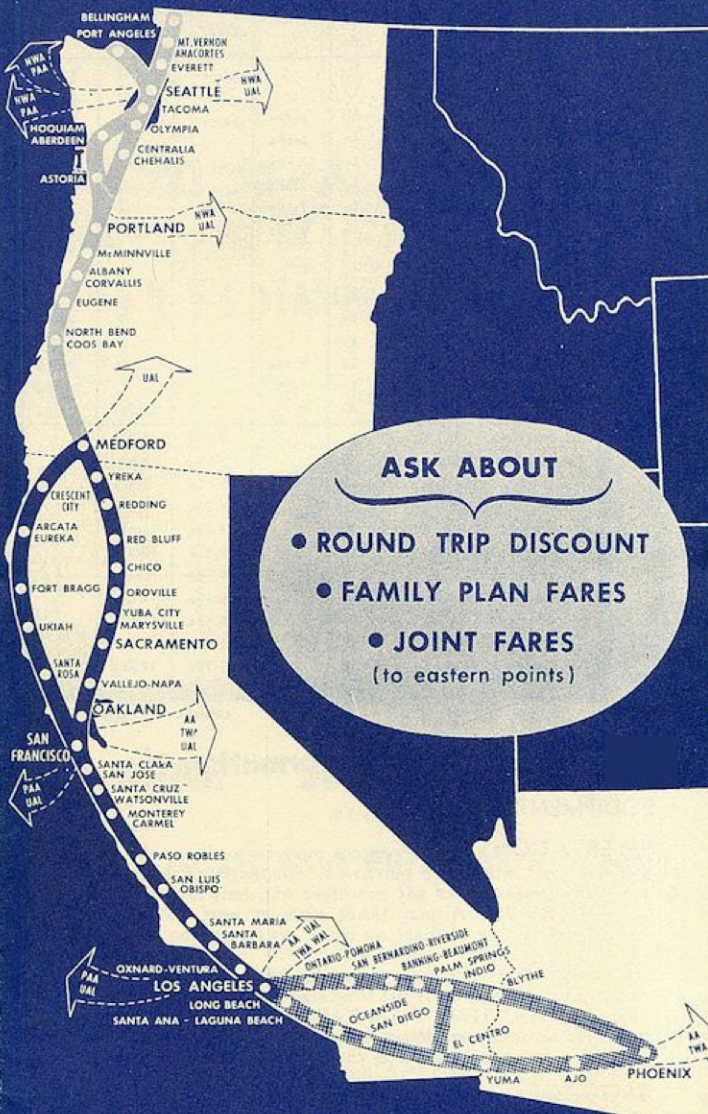 BELLINGHAM
PORT ANGELES
MT. VERNON
ANACORTES
EVERETT
NWA
PAA
SEATTLE
NWA
UAL
NWA
PAA
TACOMA
HOQUIAM
ABERDEEN
OLYMPIA
CENTRALIA
CHEHALIS
ASTORIA
PORTLAND
NWA
UAL
McMINNVILLE
ALBANY
CORVALLIS
EUGENE
NORTH BEND
COOS BAY
UAL
MEDFORD
YREKA
CRESCENT
CITY
REDDING
ARCATA
EUREKA
RED BLUFF
CHICO
FORT BRAGG
OROVILLE
YUBA CITY
MARYSVILLE
UKIAH
SACRAMENTO
SANTA
ROSA
VALLEJO-NAPA
OAKLAND
AA
TWA
UAL
SAN
FRANCISCO
SANTA CLARA
SAN JOSE
PAA
UAL
SANTA CRUZ
WATSONVILLE
MONTEREY
CARMEL
PASO ROBLES
SAN LUIS
OBISPO
SANTA MARIA
SANTA
BARBARA
AA UAL
TWA WAL
OXNARD-VENTURA
PAA
UAL
LOS ANGELES
ONTARIO-POMONA
SAN BERNARDINO-RIVERSIDE
BANNING-BEAUMONT
PALM SPRINGS
INDIO
BLYTHE
LONG BEACH
SANTA ANA - LAGUNA BEACH
OCEANSIDE
SAN DIEGO
EL CENTRO
YUMA
AJO
PHOENIX
AA
TWA
ASK ABOUT
• ROUND TRIP DISCOUNT
• FAMILY PLAN FARES
• JOINT FARES
(to eastern points)